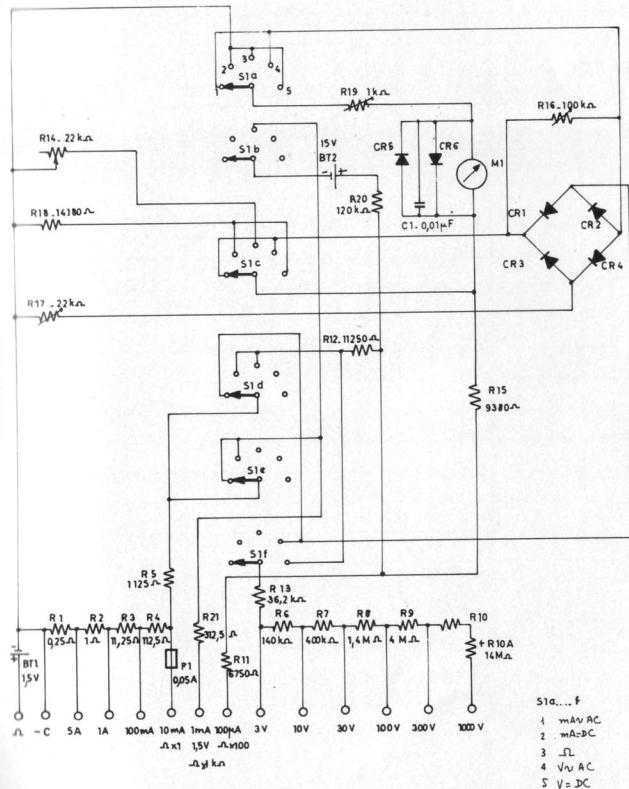 2 3 4 5
S1a
R19 1kΩ
R16-100kΩ
R14-22kΩ
S1b
15V
BT2
CR5
CR6
M1
R20
120kΩ
C1-0,01µF
CR1
CR2
R18-14180Ω
S1c
CR3
CR4
R17-22kΩ
R12-11250Ω
S1d
R15
9380Ω
S1e
S1f
R5
1125Ω
R13
36,2kΩ
R1
0,25Ω
R2
1Ω
R3
11,25Ω
R4
112,5Ω
R21
312,5Ω
R11
6750Ω
R6
140kΩ
R7
400kΩ
R8
1,4MΩ
R9
4MΩ
R10
+R10A
14MΩ
BT1
1,5V
P1
0,05A
Ω
-C
5A
1A
100mA
10mA
Ωx1
1mA
1,5V
Ωx1kΩ
100µA
Ωx100
3V
10V
30V
100V
300V
1000V
S1a....f
1 mA∿AC
2 mA=DC
3 Ω
4 V∿AC
5 V=DC